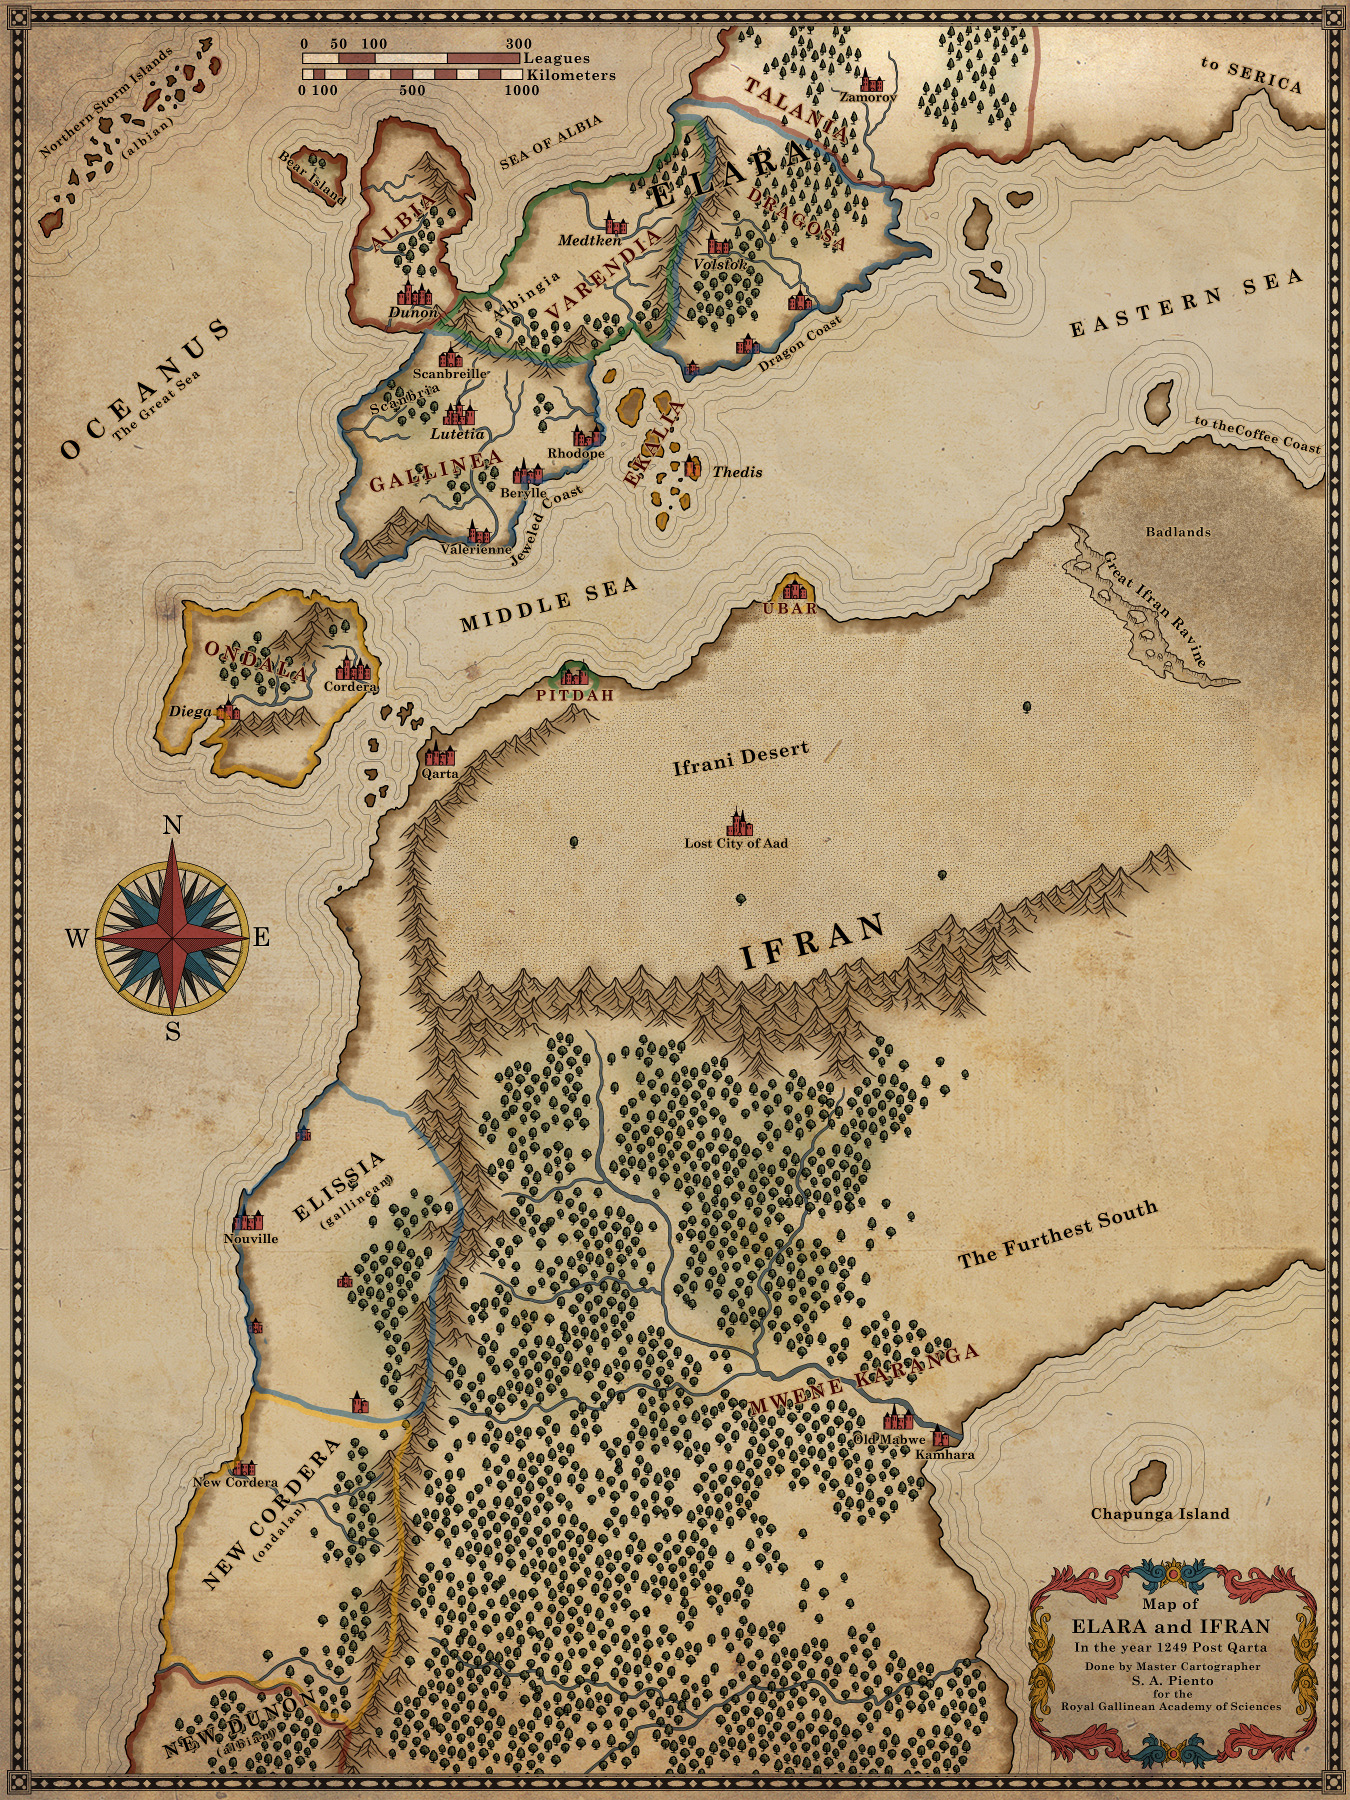 0 50 100 300
Leagues
Kilometers
0 100 500 1000
Northern Storm Islands
(albian)
SEA OF ALBIA
to SERICA
TALANIA
Zamorov
Bear Island
ALBIA
Dunon
ELARA
DRAGOSA
Medtken
VARENDIA
Albingia
Volstok
Dragon Coast
EASTERN SEA
OCEANUS
The Great Sea
Scanbreille
Scanbria
Lutetia
GALLINEA
Rhodope
Berylle
Jeweled Coast
Valerienne
EKALIA
Thedis
to theCoffee Coast
Badlands
Great Ifran Ravine
MIDDLE SEA
UBAR
ONDALA
Cordera
Diega
PITDAH
Qarta
Ifrani Desert
Lost City of Aad
N
W
E
S
IFRAN
ELISSIA
(gallinean)
Nouville
The Furthest South
MWENE KARANGA
Old Mabwe
Kamhara
New Cordera
NEW CORDERA
(ondalan)
Chapunga Island
NEW DUNON
(albian)
Map of
ELARA and IFRAN
In the year 1249 Post Qarta
Done by Master Cartographer
S. A. Piento
for the
Royal Gallinean Academy of Sciences